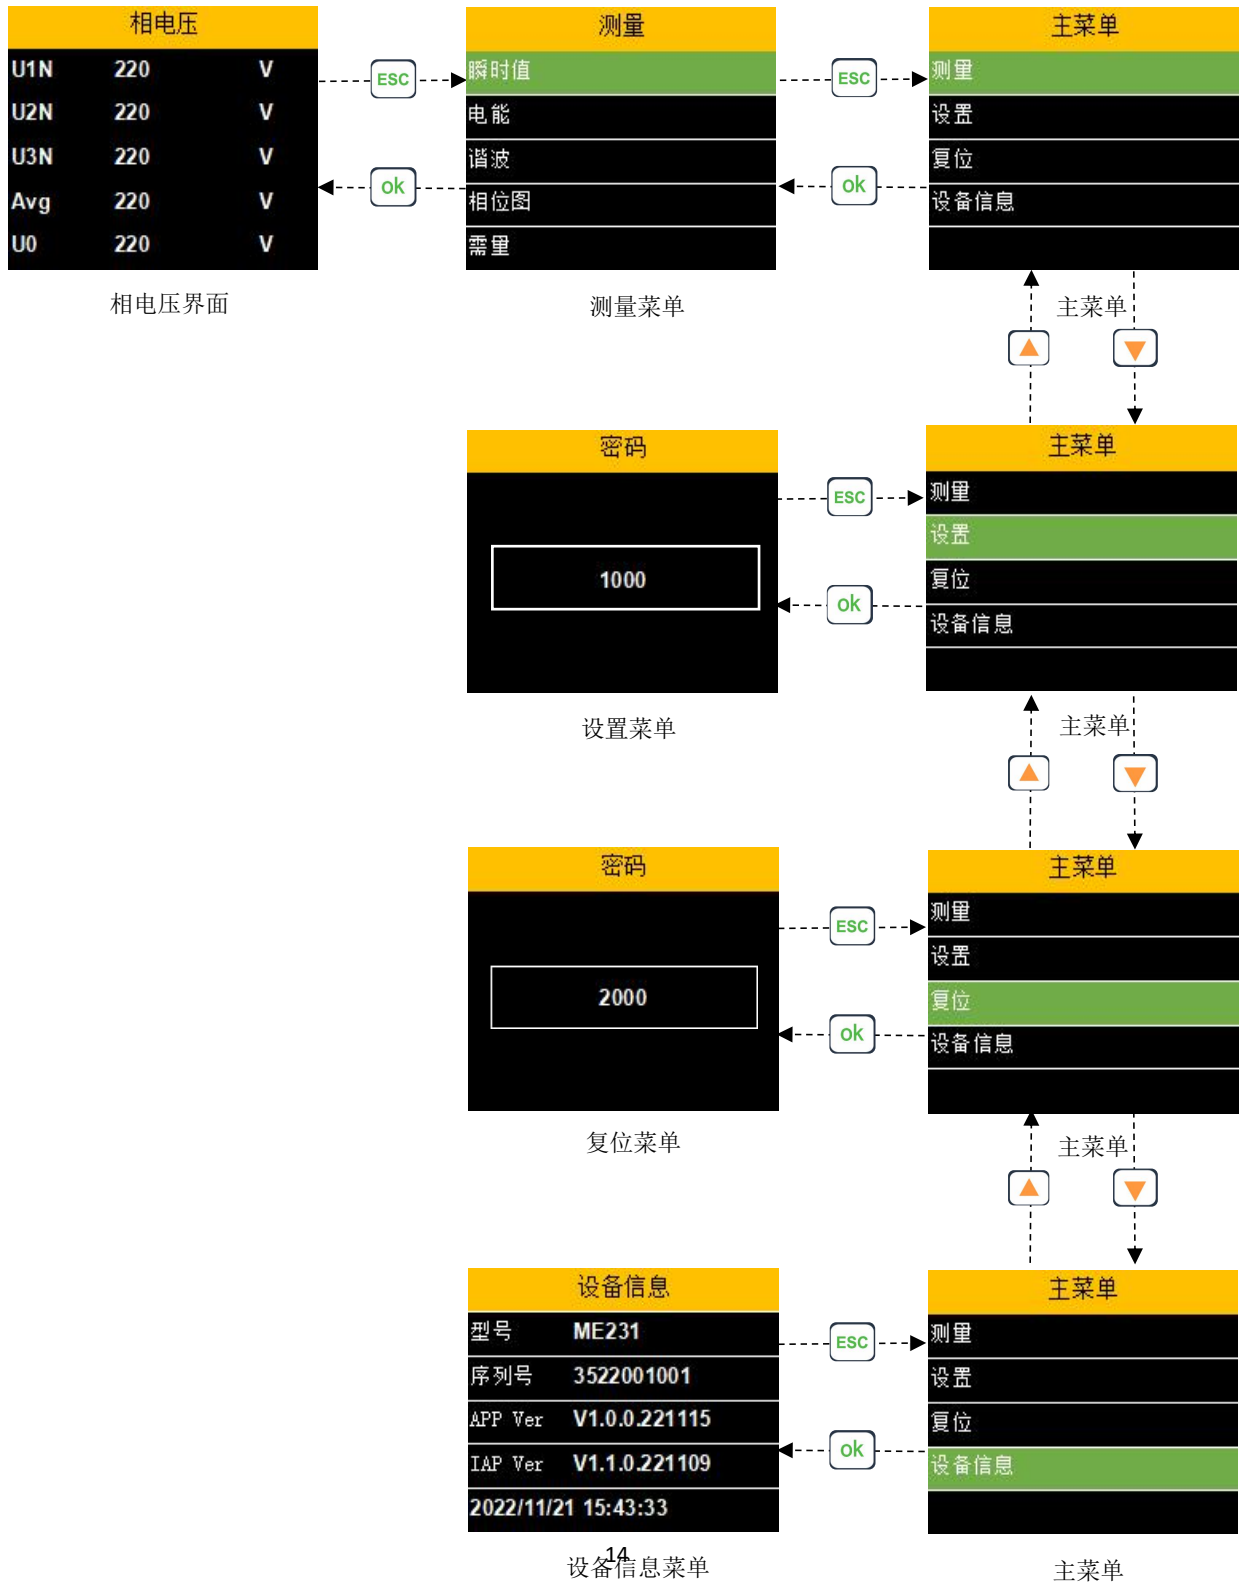 相电压
U1N 220 V
U2N 220 V
U3N 220 V
Avg 220 V
U0 220 V
相电压界面
ESC
ok
测量
瞬时值
电能
谐波
相位图
需量
测量菜单
ESC
ok
主菜单
测量
设置
复位
设备信息
主菜单
密码
1000
设置菜单
ESC
ok
主菜单
测量
设置
复位
设备信息
主菜单
密码
2000
复位菜单
ESC
ok
主菜单
测量
设置
复位
设备信息
主菜单
设备信息
型号 ME231
序列号 3522001001
APP Ver V1.0.0.221115
IAP Ver V1.1.0.221109
2022/11/21 15:43:33
设备信息菜单
ESC
ok
主菜单
测量
设置
复位
设备信息
主菜单
14